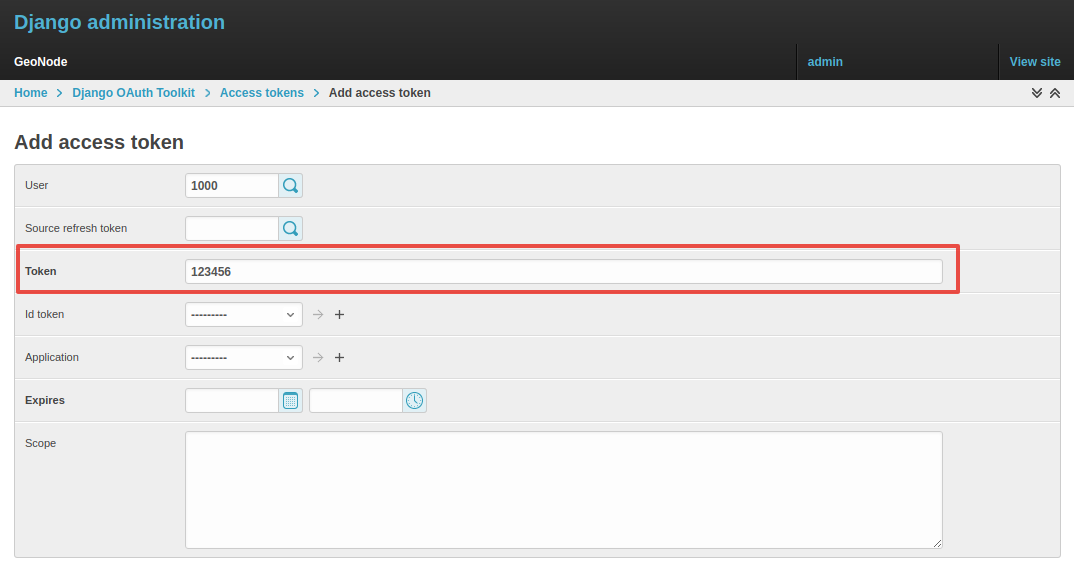 Django administration
GeoNode admin View site
Home > Django OAuth Toolkit > Access tokens > Add access token
Add access token
User 1000
Source refresh token
Token 123456
Id token ---------
Application ---------
Expires
Scope